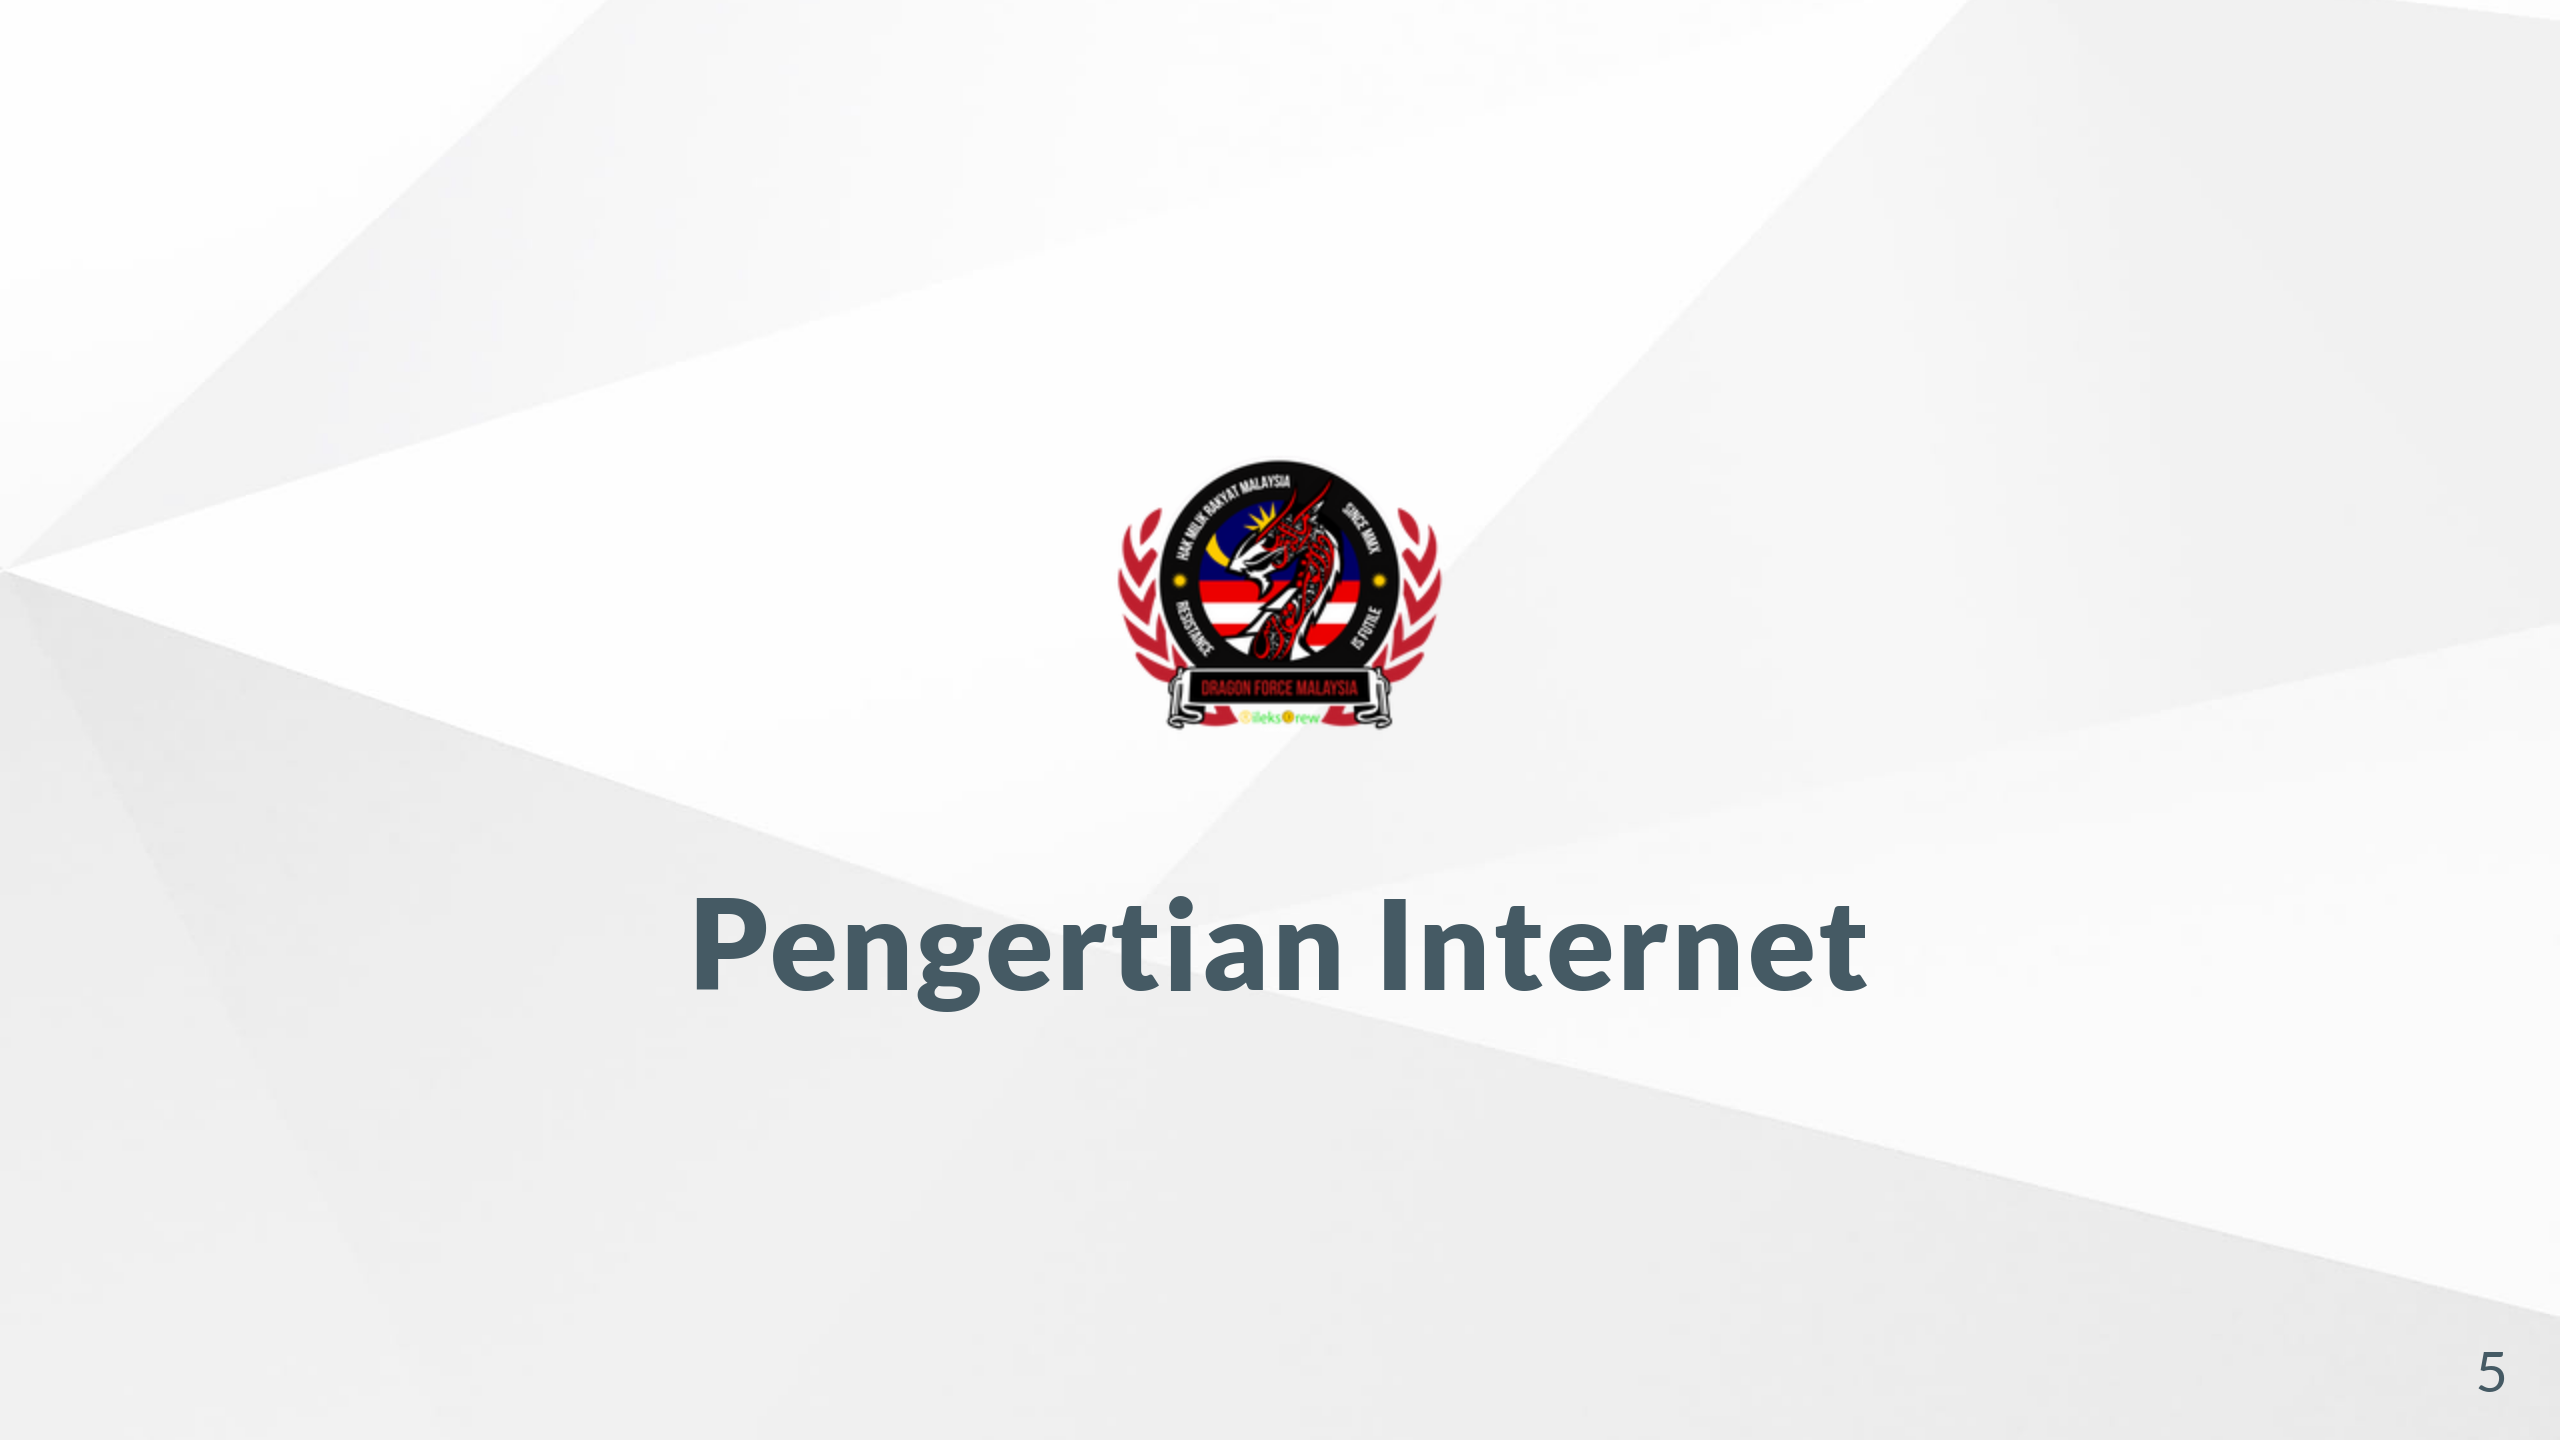 HAK MILIK RAKYAT MALAYSIA
SINCE MMX
RESISTANCE
IS FUTILE
DRAGON FORCE MALAYSIA
Pengertian Internet
5